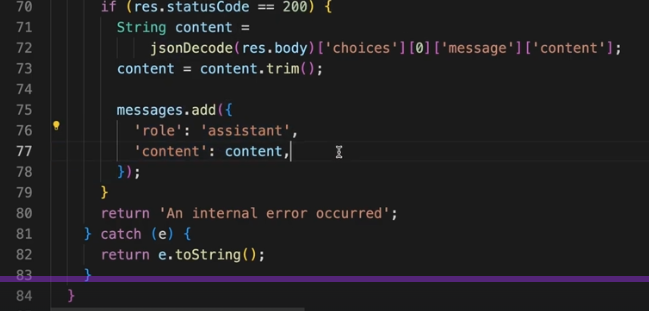 70 if (res.statusCode == 200) {
71 String content =
72 jsonDecode(res.body)['choices'][0]['message']['content'];
73 content = content.trim();
74
75 messages.add({
76 'role': 'assistant',
77 'content': content,
78 });
79 }
80 return 'An internal error occurred';
81 } catch (e) {
82 return e.toString();
83 }
84 }